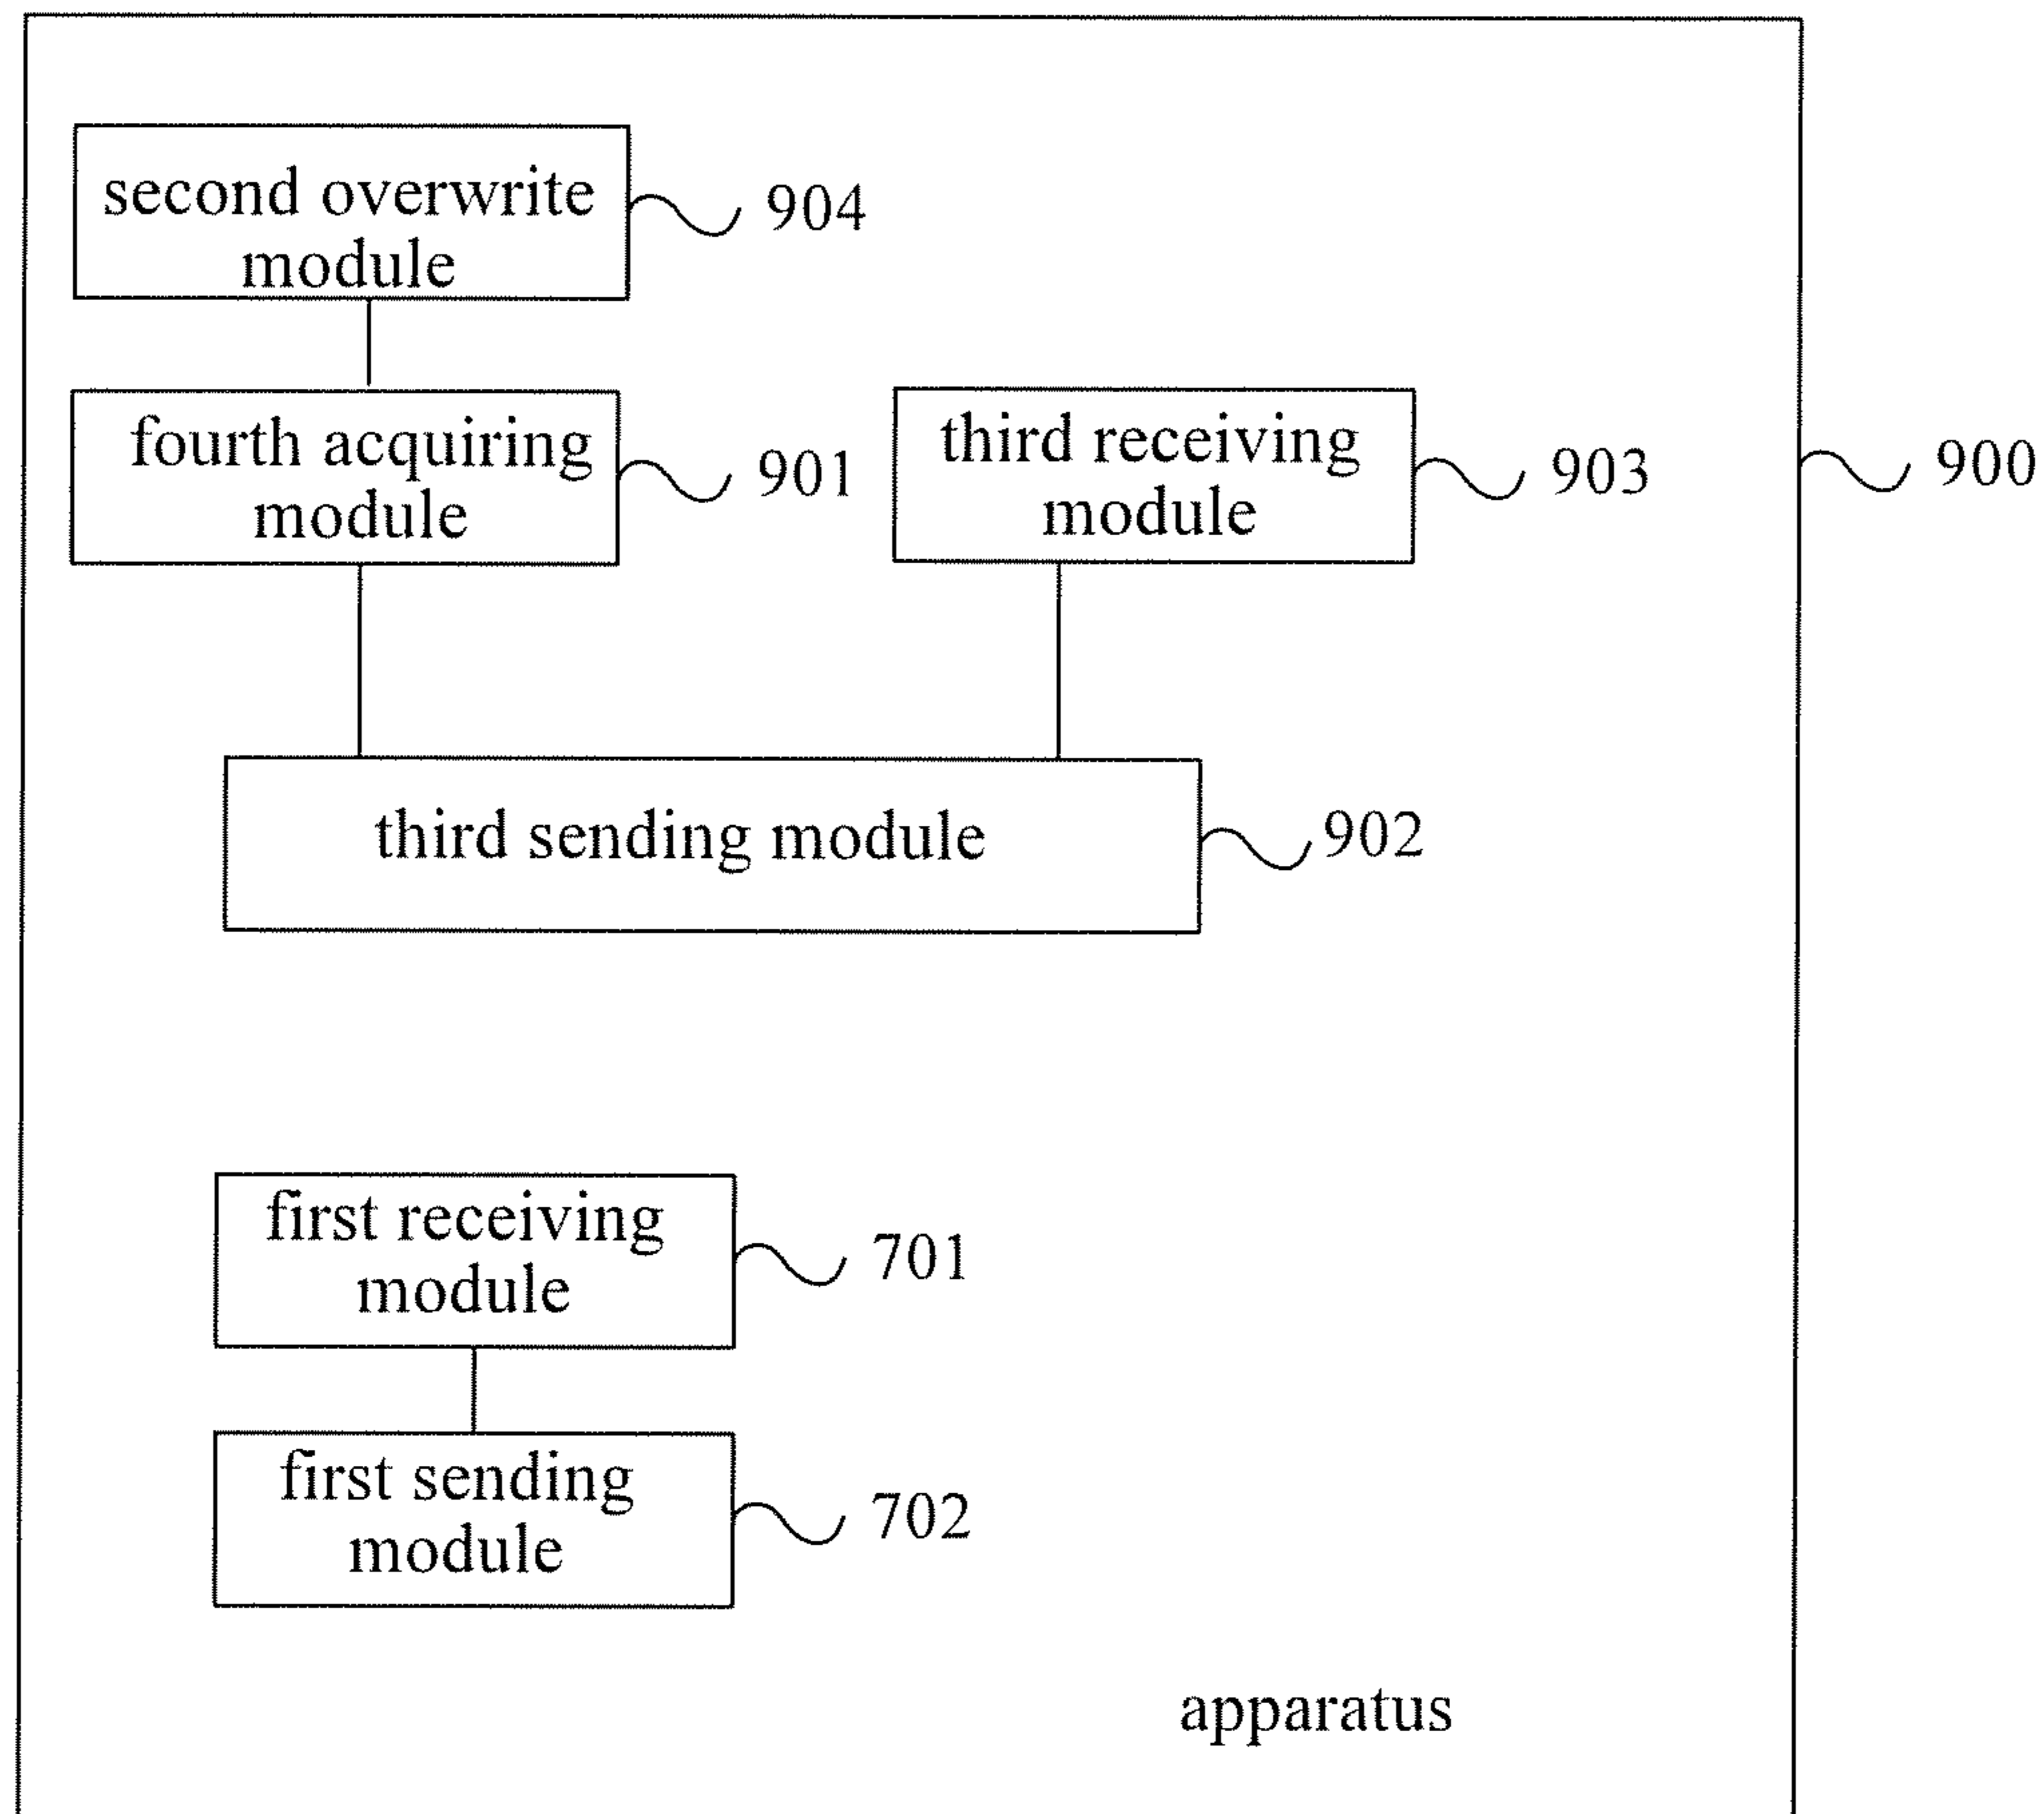 second overwrite
module
904
fourth acquiring
module
901
third receiving
module
903
900
third sending module
902
first receiving
module
701
first sending
module
702
apparatus